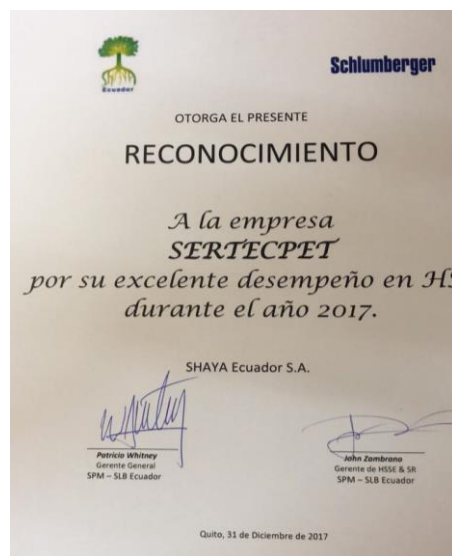 Ecuador
Schlumberger
OTORGA EL PRESENTE
RECONOCIMIENTO
A la empresa
SERTECPET
por su excelente desempeño en HS
durante el año 2017.
SHAYA Ecuador S.A.
Patricio Whitney
Gerente General
SPM – SLB Ecuador
John Zambrano
Gerente de HSSE & SR
SPM – SLB Ecuador
Quito, 31 de Diciembre de 2017